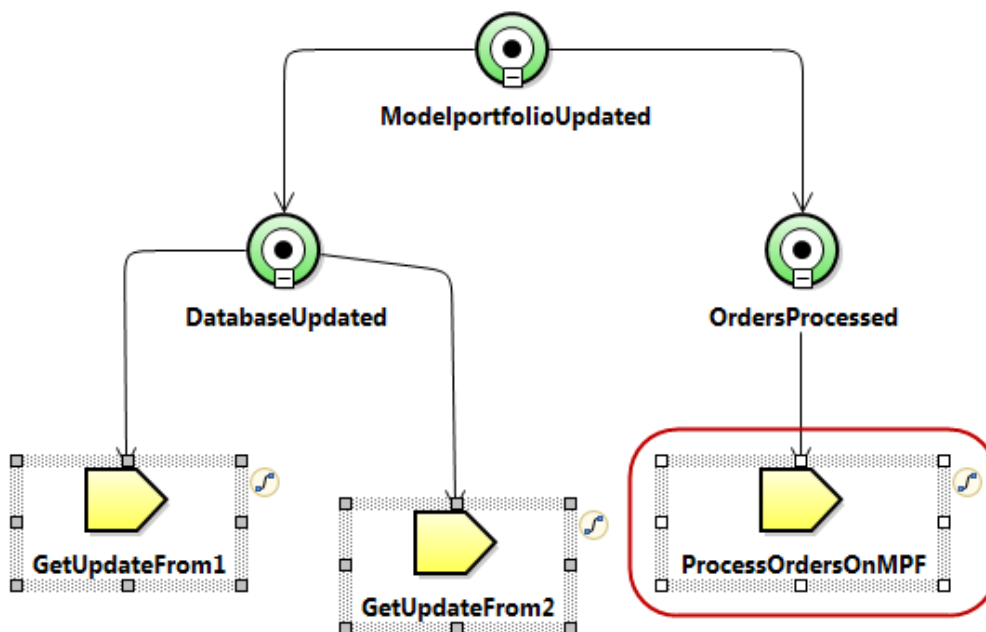 ModelportfolioUpdated
DatabaseUpdated
OrdersProcessed
GetUpdateFrom1
GetUpdateFrom2
ProcessOrdersOnMPF